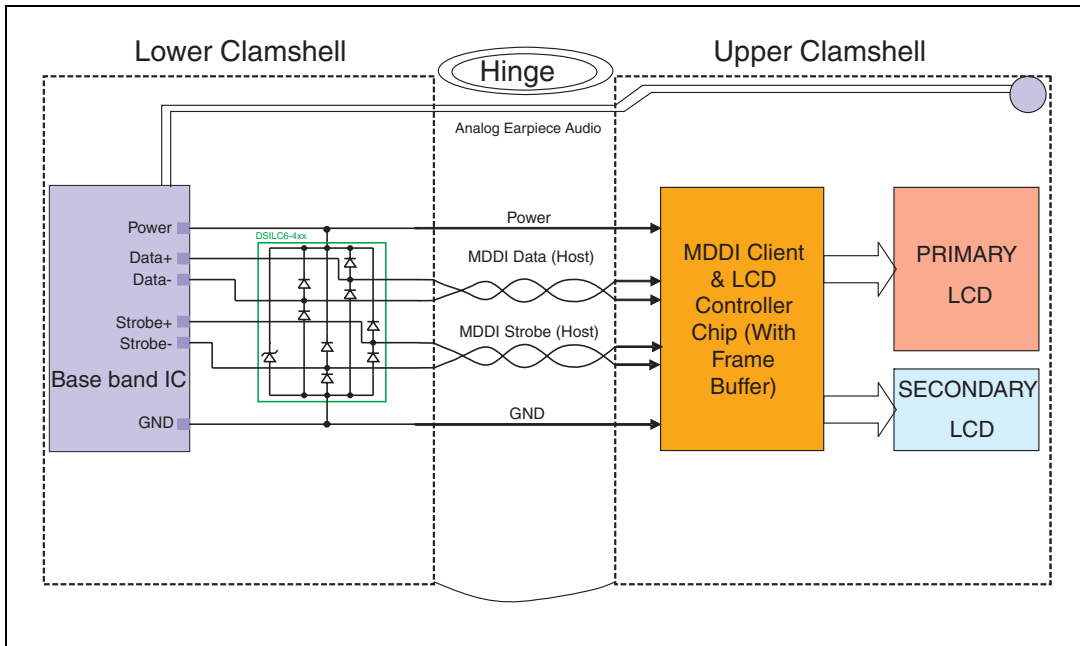 Lower Clamshell
Hinge
Upper Clamshell
Analog Earpiece Audio
Power
Data+
Data-
Strobe+
Strobe-
Base band IC
GND
DSILC6-4xx
Power
MDDI Data (Host)
MDDI Strobe (Host)
GND
MDDI Client
& LCD
Controller
Chip (With
Frame
Buffer)
PRIMARY
LCD
SECONDARY
LCD